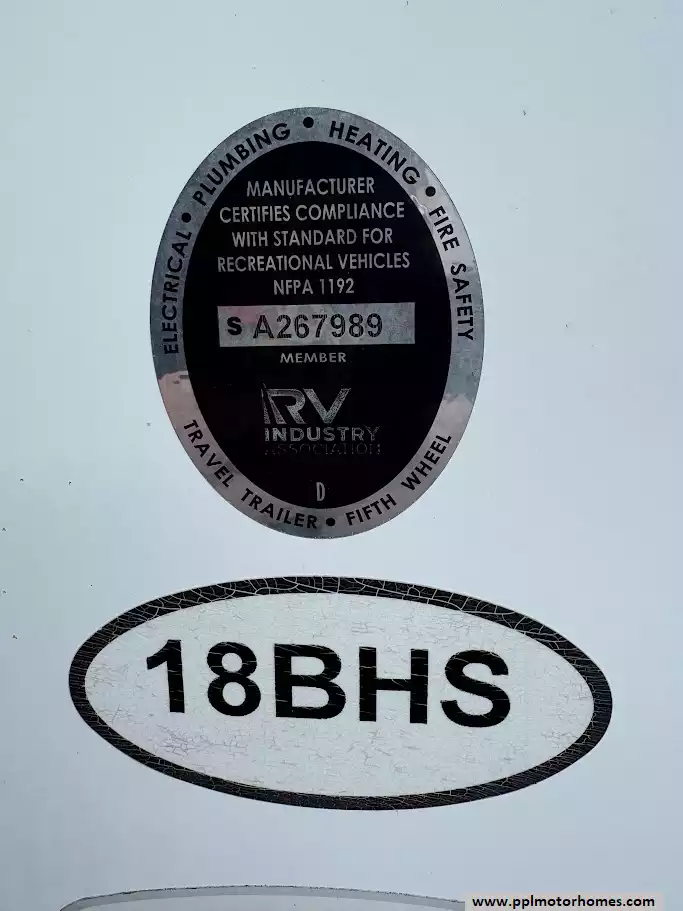 ELECTRICAL • PLUMBING • HEATING • FIRE SAFETY
MANUFACTURER
CERTIFIES COMPLIANCE
WITH STANDARD FOR
RECREATIONAL VEHICLES
NFPA 1192
S A267989
MEMBER
RV
INDUSTRY
ASSOCIATION
D
TRAVEL TRAILER • FIFTH WHEEL
18BHS
www.pplmotorhomes.com